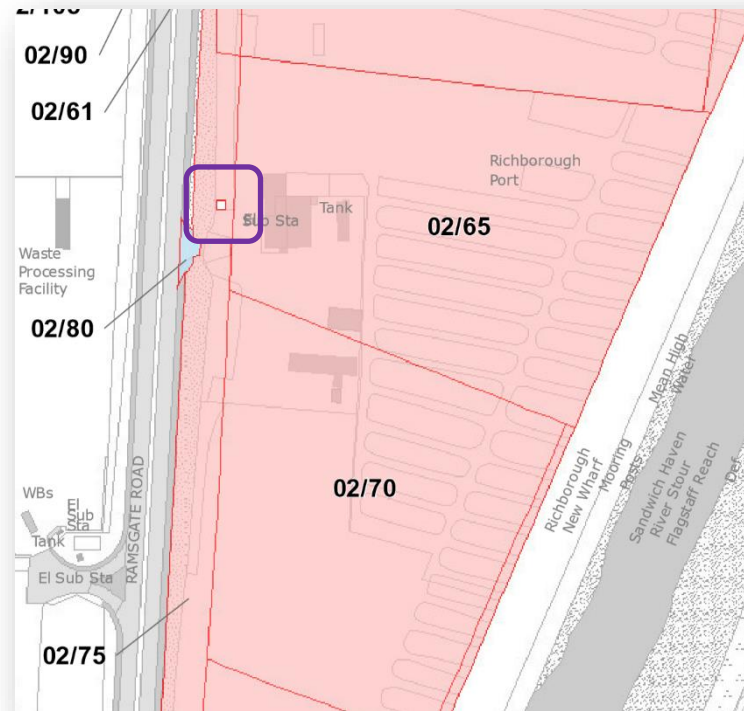 02/90
02/61
Richborough
Port
Sub Sta
Tank
02/65
Waste
Processing
Facility
02/80
Mean High
Water
02/70
Richborough
New Wharf
Mooring
Posts
Sandwich Haven
River Stour
Flagstaff Reach
Def
RAMSGATE ROAD
WBs
El
Sub
Sta
Tank
El Sub Sta
02/75